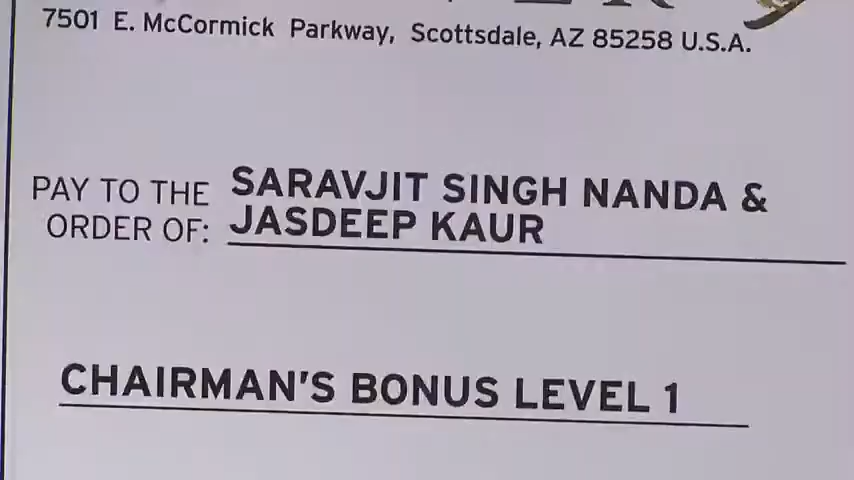 7501 E. McCormick Parkway, Scottsdale, AZ 85258 U.S.A.
PAY TO THE ORDER OF: SARAVJIT SINGH NANDA &
JASDEEP KAUR
CHAIRMAN'S BONUS LEVEL 1